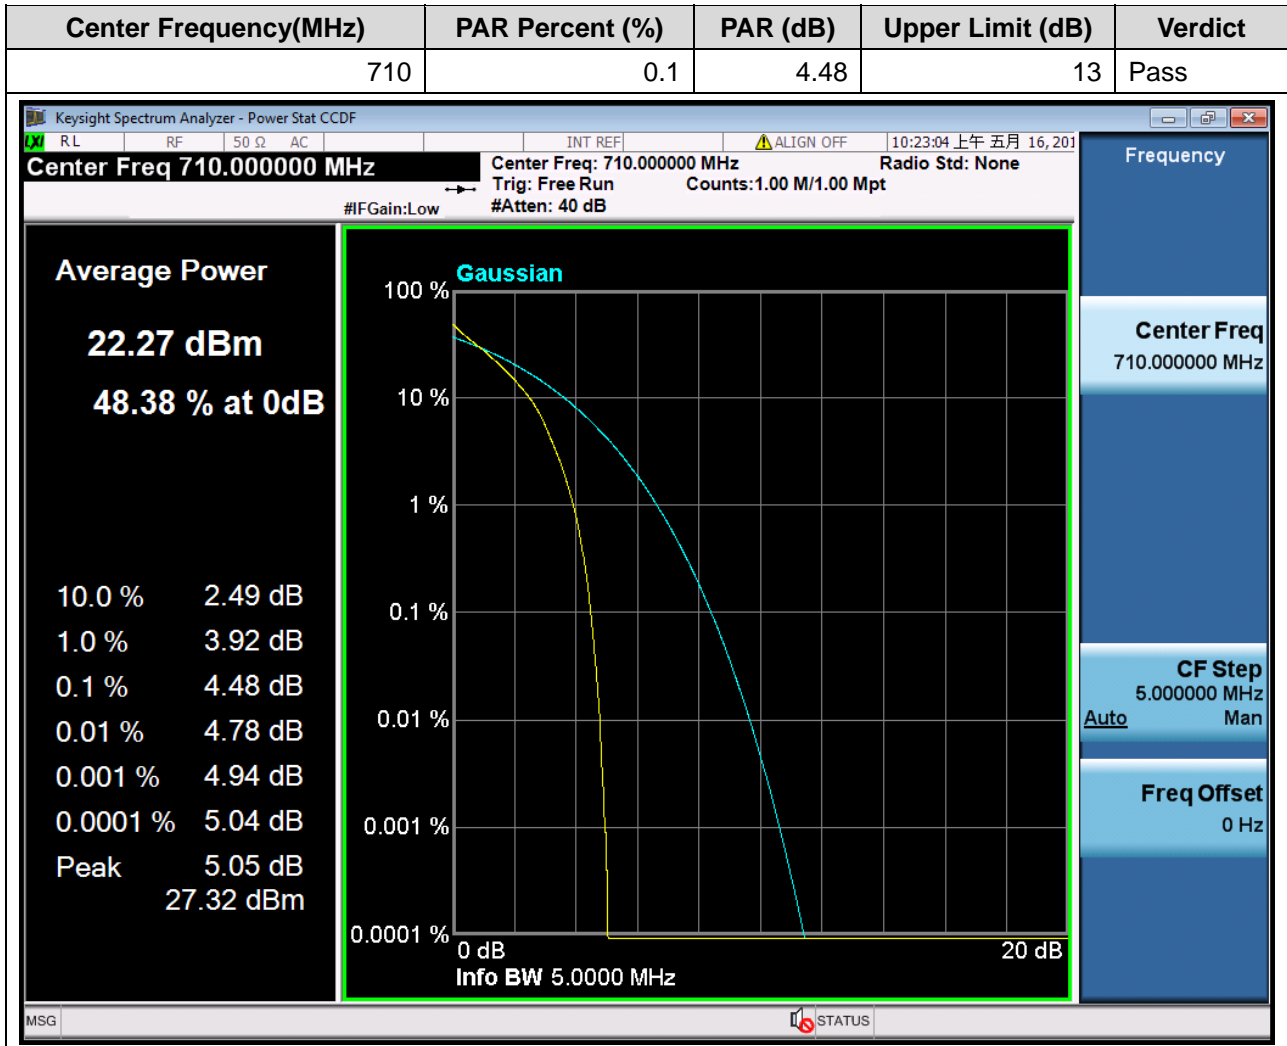 Center Frequency(MHz) PAR Percent (%) PAR (dB) Upper Limit (dB) Verdict
710 0.1 4.48 13 Pass
Keysight Spectrum Analyzer - Power Stat CCDF
LXI RL RF 50 Ω AC INT REF ALIGN OFF 10:23:04 上午 五月 16, 201
Center Freq 710.000000 MHz
Center Freq: 710.000000 MHz Radio Std: None
Trig: Free Run Counts:1.00 M/1.00 Mpt
#IFGain:Low #Atten: 40 dB
Frequency
Average Power
22.27 dBm
48.38 % at 0dB
10.0 % 2.49 dB
1.0 % 3.92 dB
0.1 % 4.48 dB
0.01 % 4.78 dB
0.001 % 4.94 dB
0.0001 % 5.04 dB
Peak 5.05 dB
27.32 dBm
Gaussian
100 %
10 %
1 %
0.1 %
0.01 %
0.001 %
0.0001 %
0 dB 20 dB
Info BW 5.0000 MHz
Center Freq
710.000000 MHz
CF Step
5.000000 MHz
Auto Man
Freq Offset
0 Hz
MSG STATUS